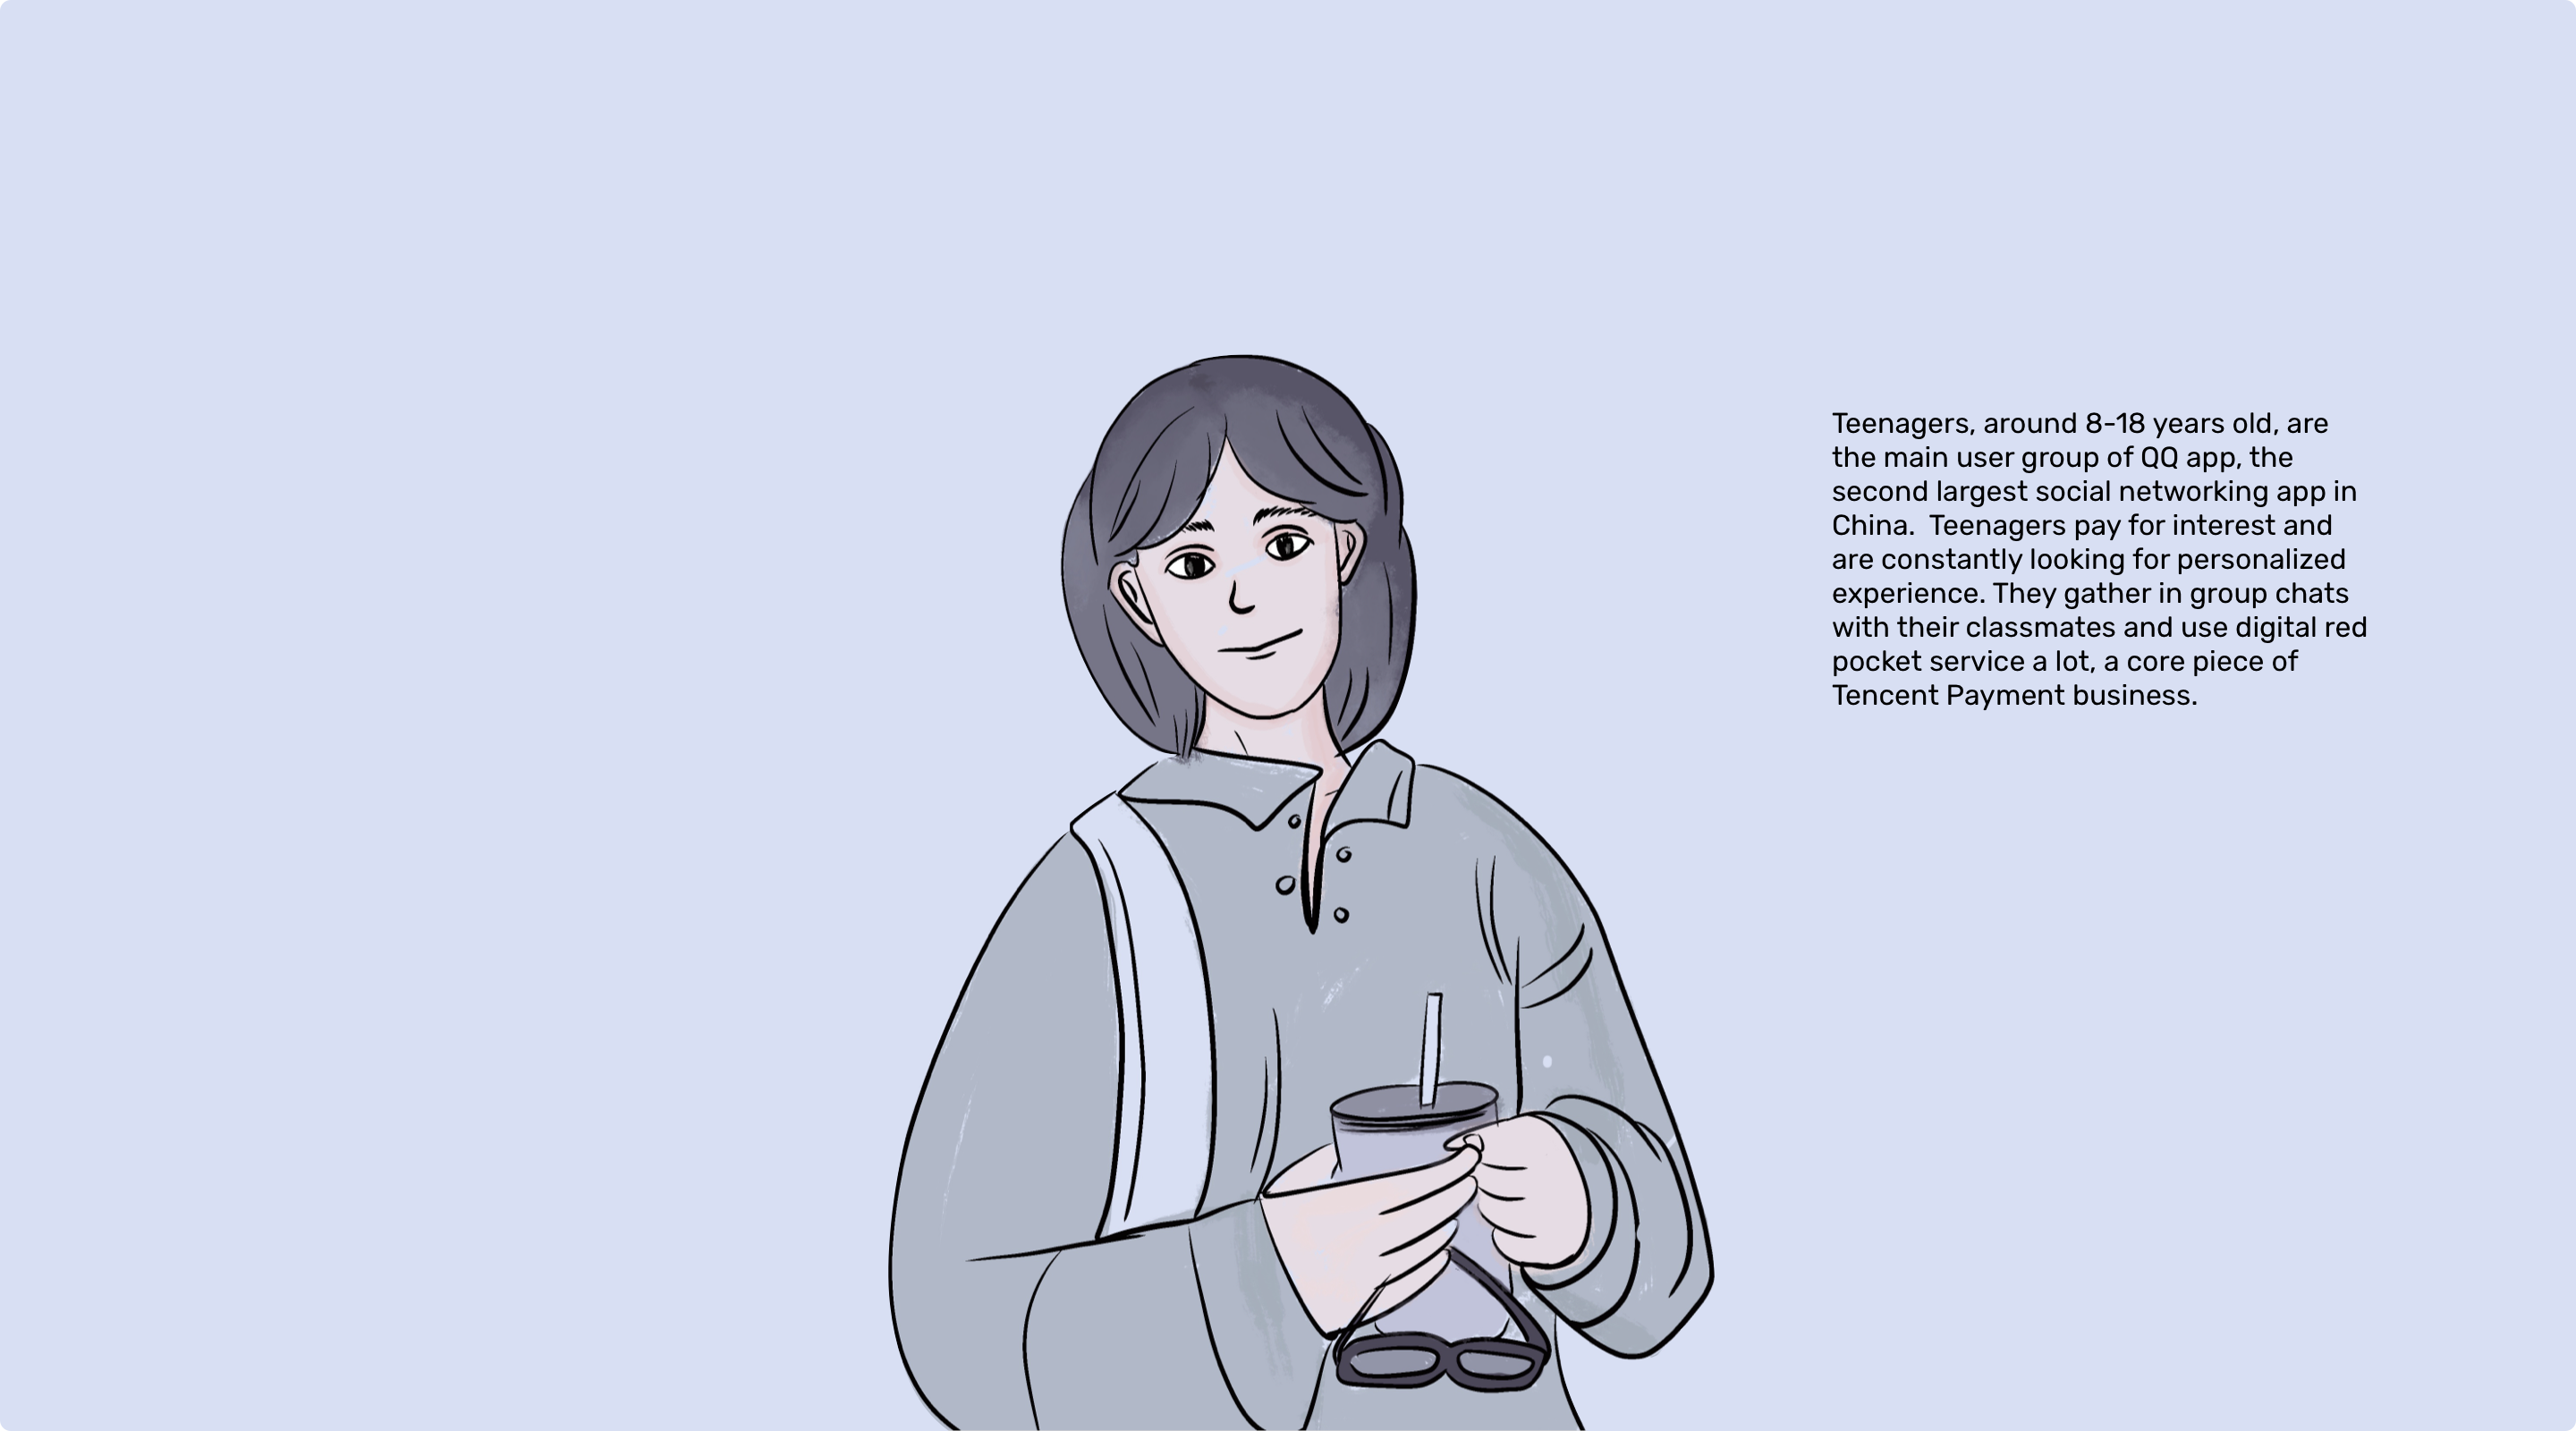 Teenagers, around 8-18 years old, are
the main user group of QQ app, the
second largest social networking app in
China.  Teenagers pay for interest and
are constantly looking for personalized
experience. They gather in group chats
with their classmates and use digital red
pocket service a lot, a core piece of
Tencent Payment business.